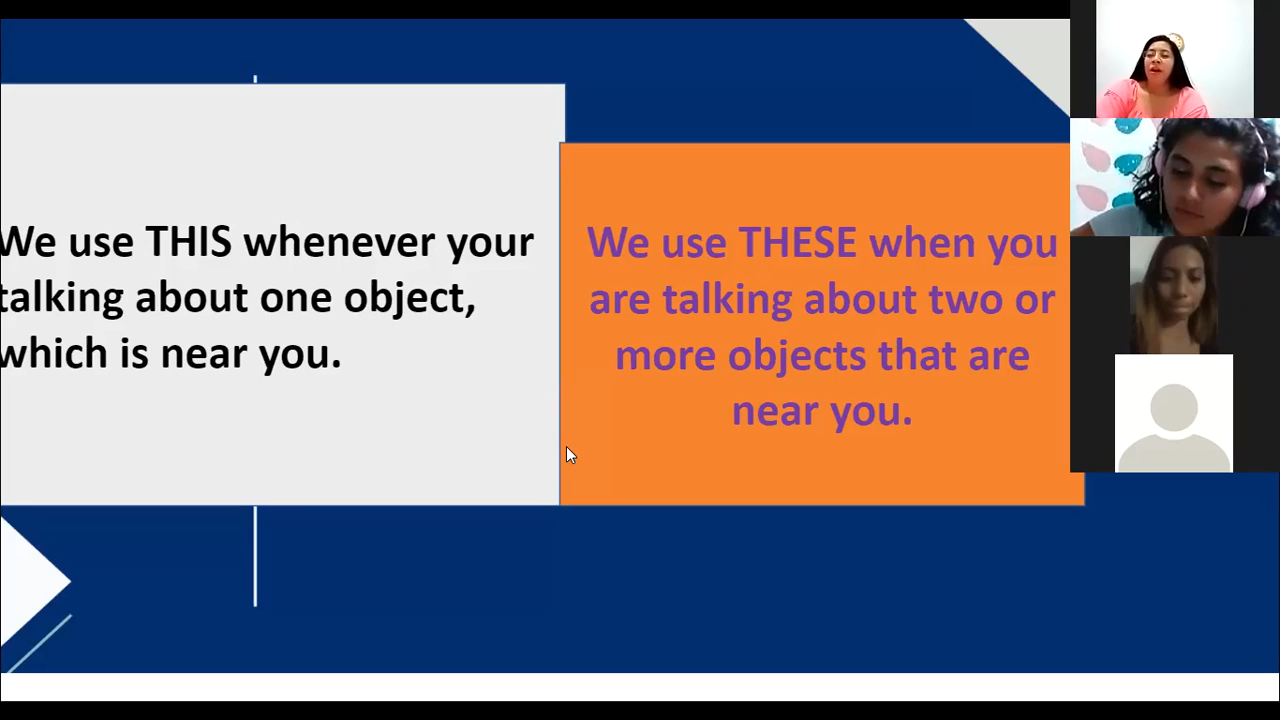 We use THIS whenever your
talking about one object,
which is near you.
We use THESE when you
are talking about two or
more objects that are
near you.